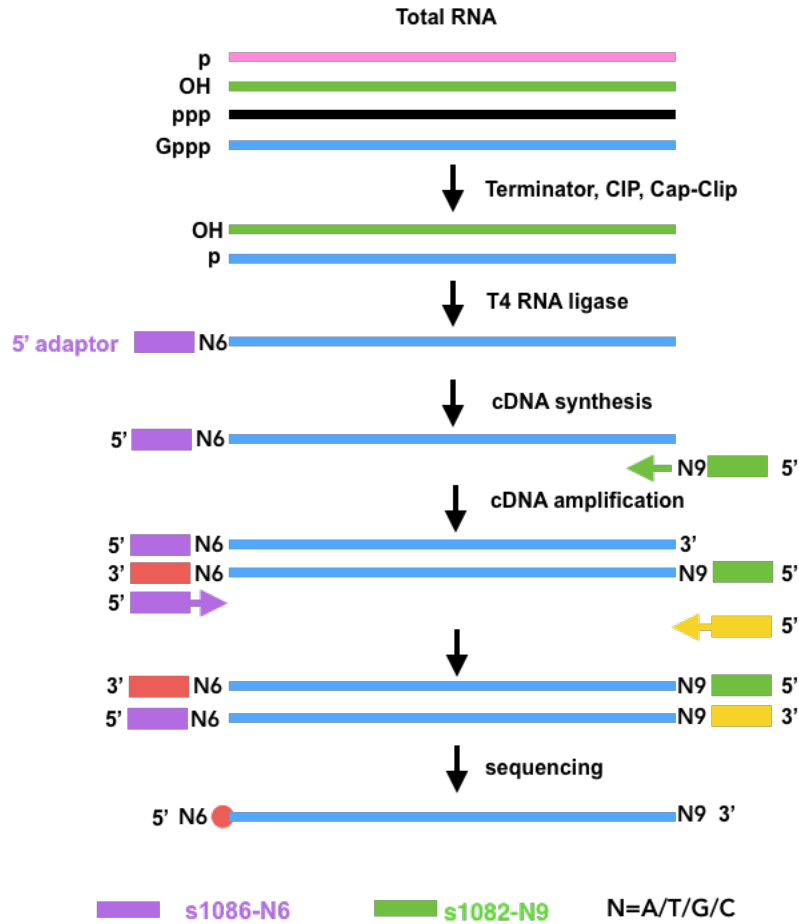 Total RNA
p
OH
ppp
Gppp
Terminator, CIP, Cap-Clip
OH
p
T4 RNA ligase
5’ adaptor N6
cDNA synthesis
5’ N6
N9 5’
cDNA amplification
5’ N6 3’
3’ N6 N9 5’
5’
5’
3’ N6 N9 5’
5’ N6 N9 3’
sequencing
5’ N6 N9 3’
s1086-N6 s1082-N9 N=A/T/G/C